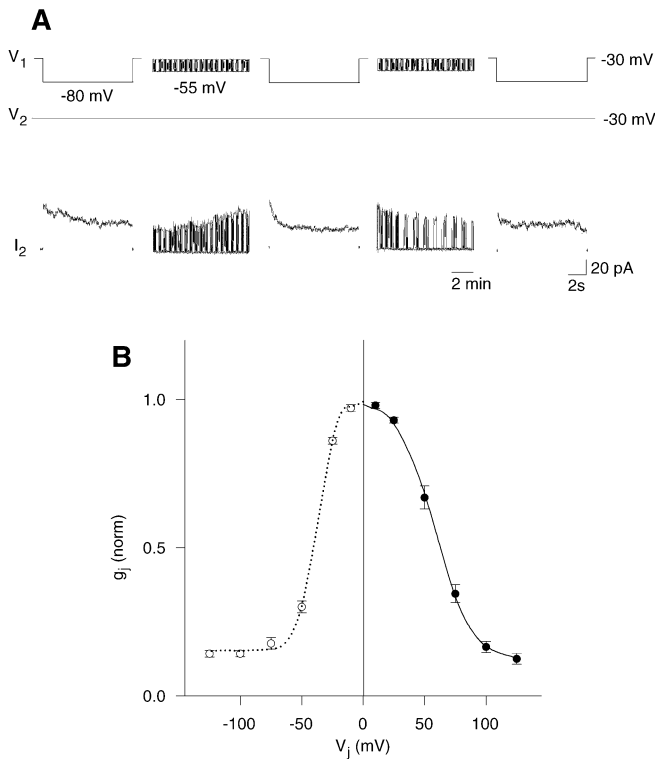 A
V1 -30 mV
-80 mV -55 mV
V2 -30 mV
I2 20 pA
2 min 2s
B
1.0
0.5
0.0
gj (norm)
-100 -50 0 50 100
Vj (mV)